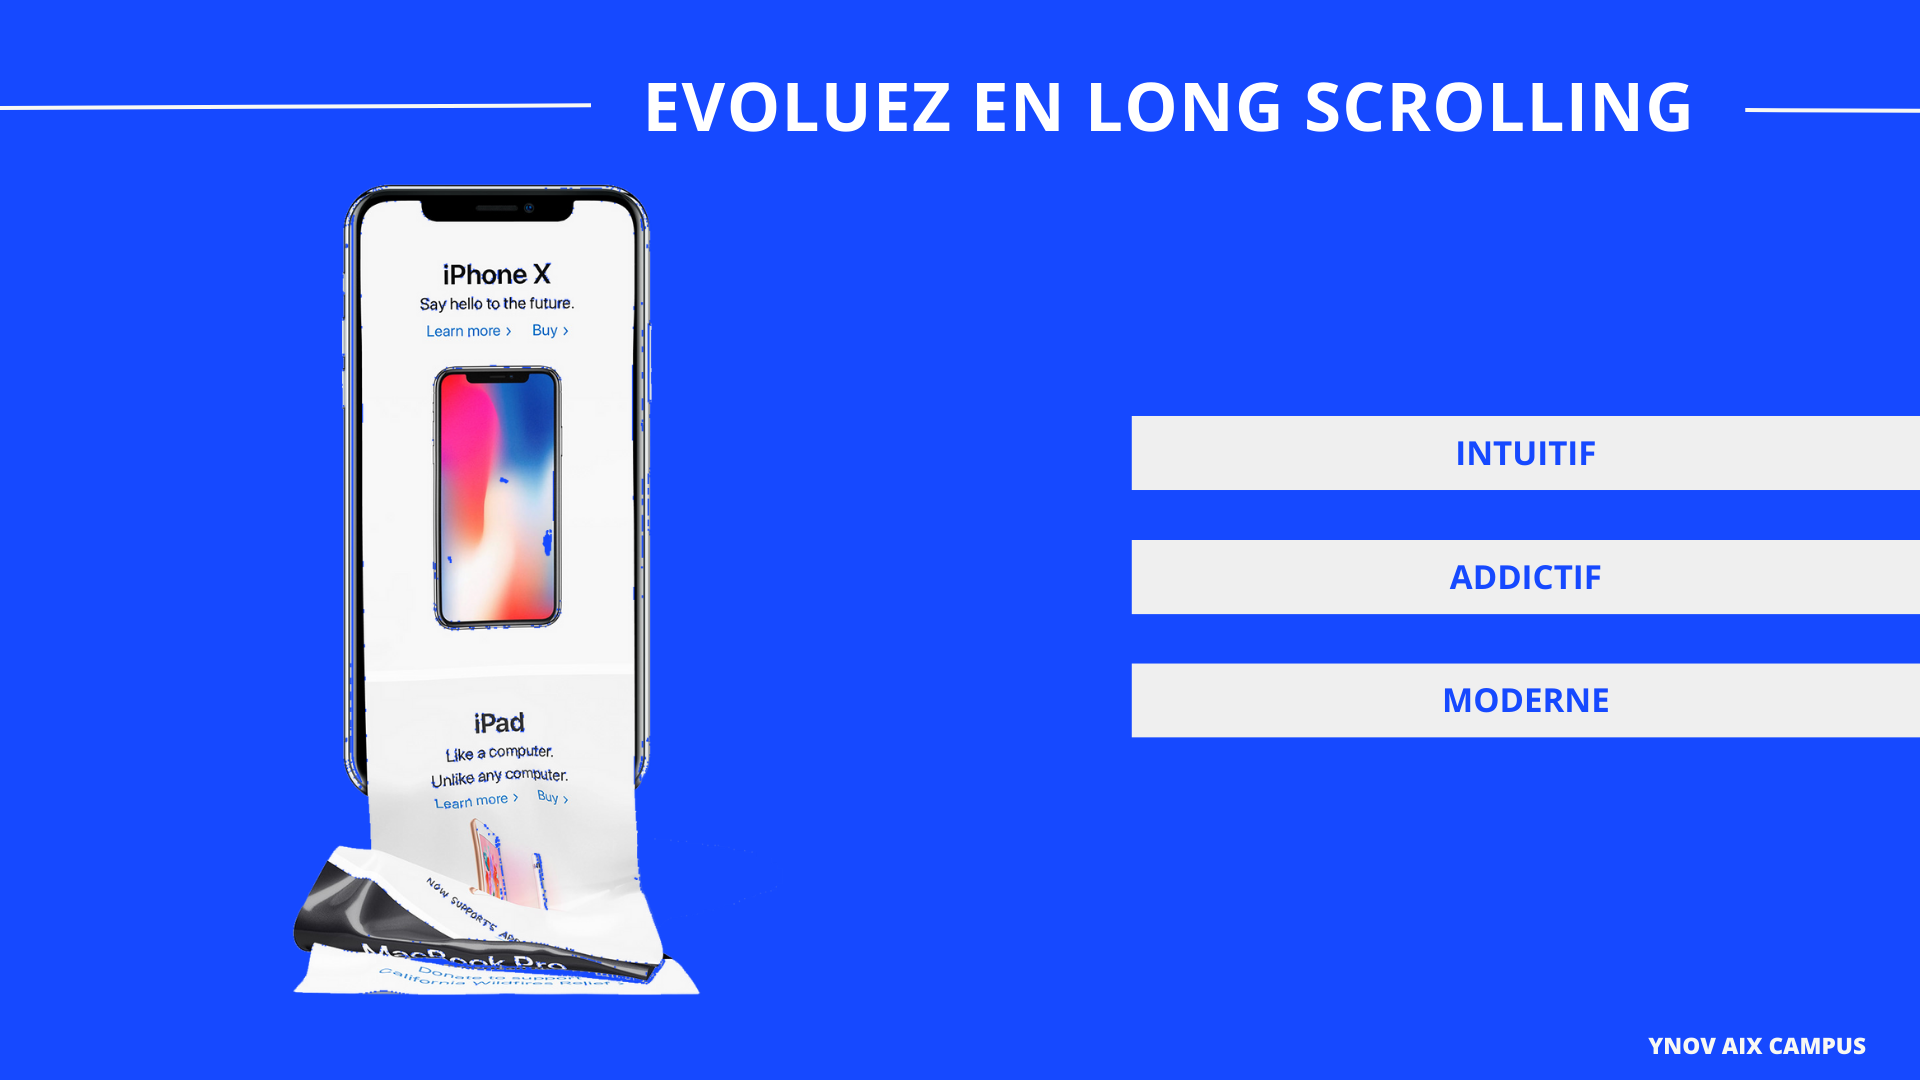 EVOLUEZ EN LONG SCROLLING
iPhone X
Say hello to the future.
Learn more > Buy >
iPad
Like a computer.
Unlike any computer.
Learn more > Buy >
NOW SUPPORTS
MacBook Pro
Donate to support
California Wildfires Relief >
INTUITIF
ADDICTIF
MODERNE
YNOV AIX CAMPUS